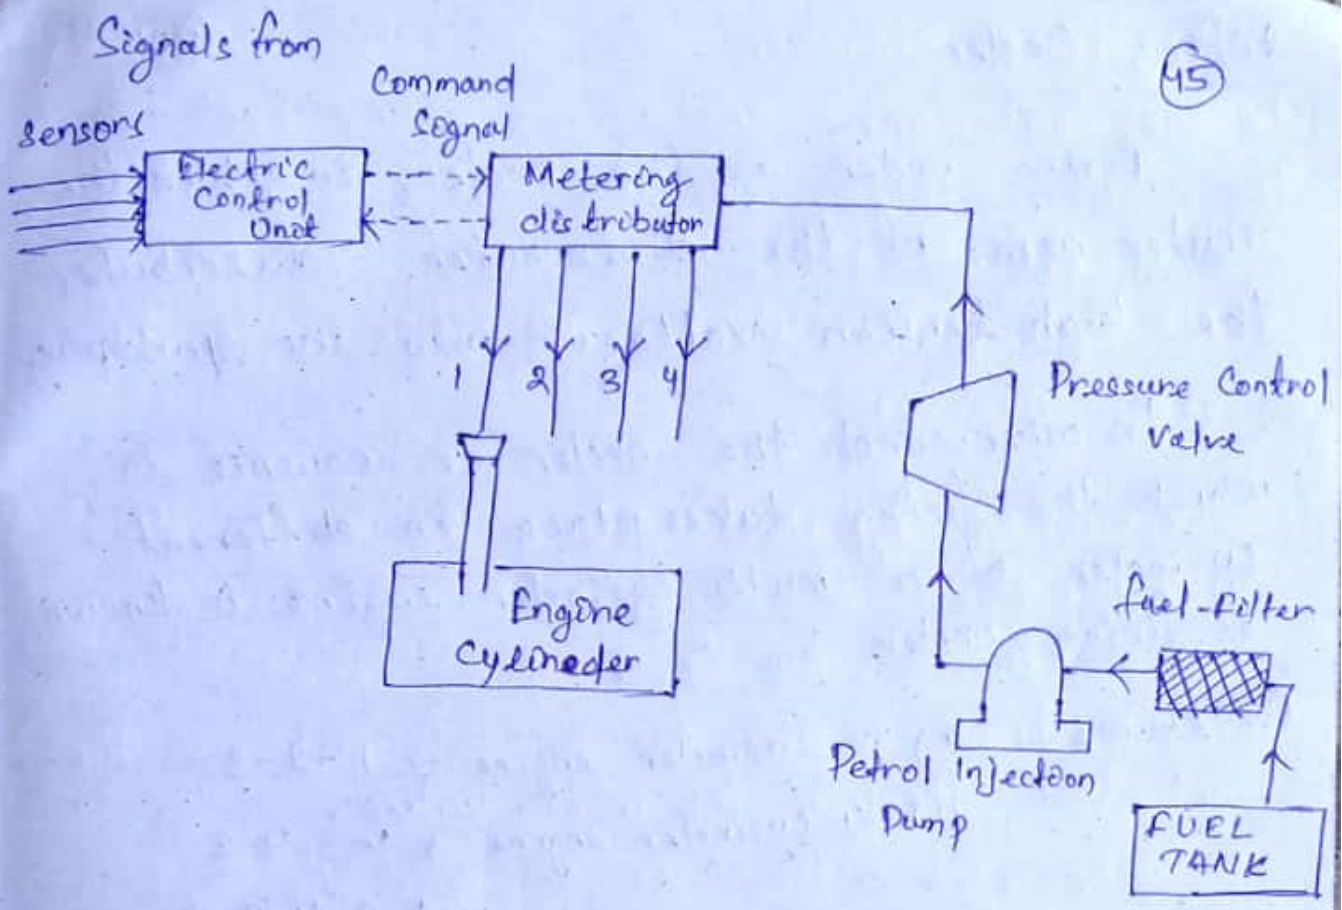 Signals from
sensors
Command
Signal
45
Electric
Control
Unit
Metering
distributor
1 2 3 4
Pressure Control
Valve
Engine
Cylineder
fuel-Filter
Petrol Injection
Pump
FUEL
TANK